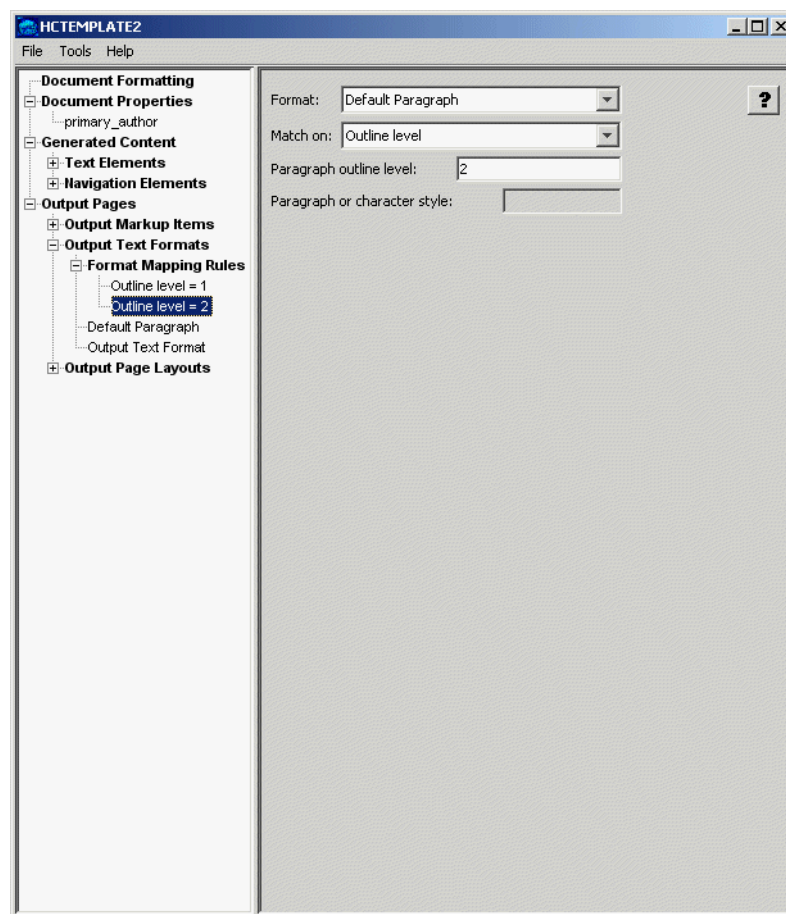 HCTEMPLATE2
File Tools Help
Document Formatting
Document Properties
primary_author
Generated Content
Text Elements
Navigation Elements
Output Pages
Output Markup Items
Output Text Formats
Format Mapping Rules
Outline level = 1
Outline level = 2
Default Paragraph
Output Text Format
Output Page Layouts
Format: Default Paragraph
?
Match on: Outline level
Paragraph outline level: 2
Paragraph or character style: